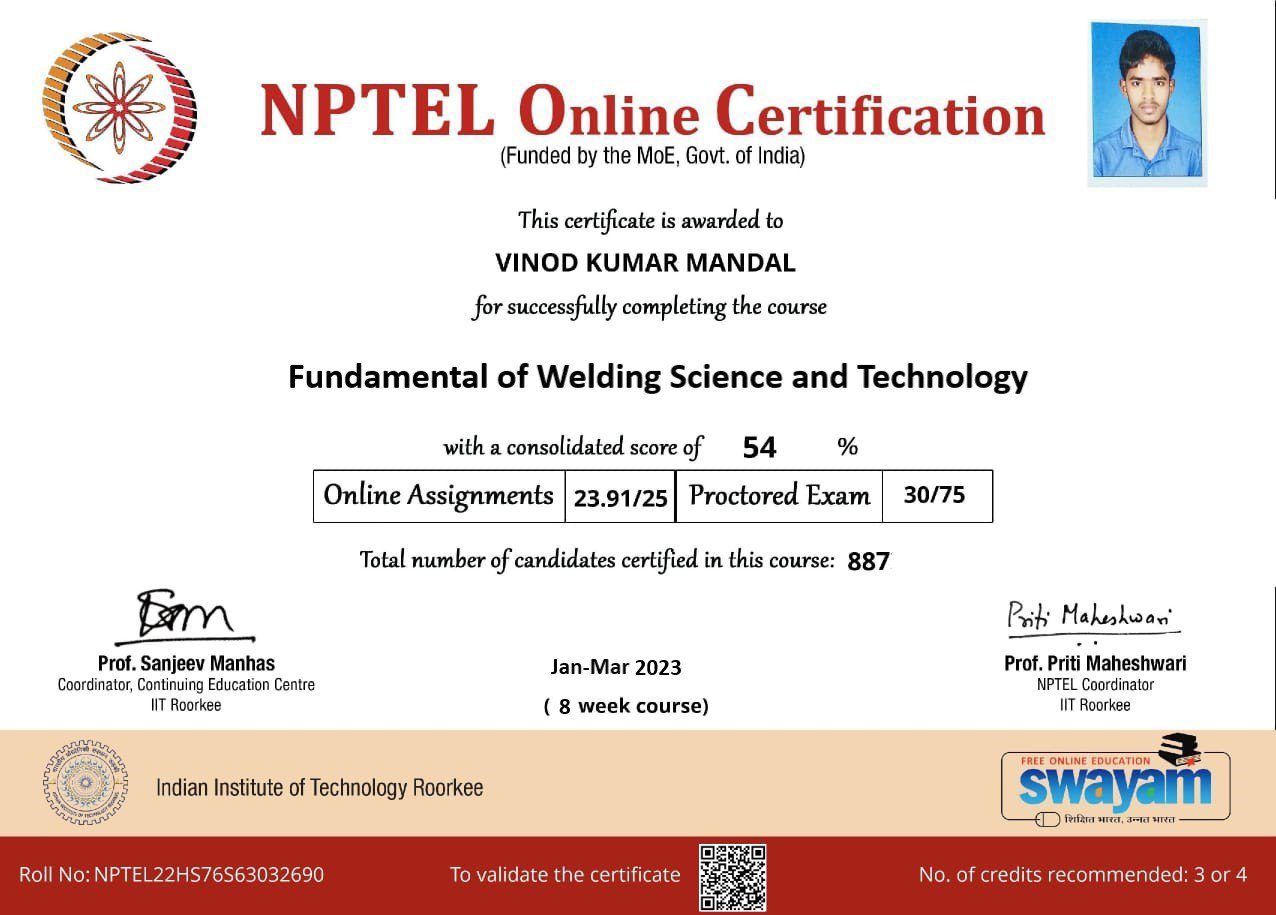 NPTEL Online Certification
(Funded by the MoE, Govt. of India)
This certificate is awarded to
VINOD KUMAR MANDAL
for successfully completing the course
Fundamental of Welding Science and Technology
with a consolidated score of 54 %
Online Assignments 23.91/25 Proctored Exam 30/75
Total number of candidates certified in this course: 887
Priti Maheshwari
Prof. Sanjeev Manhas
Coordinator, Continuing Education Centre
IIT Roorkee
Jan-Mar 2023
( 8 week course)
Prof. Priti Maheshwari
NPTEL Coordinator
IIT Roorkee
Indian Institute of Technology Roorkee
FREE ONLINE EDUCATION
swayam
शिक्षित भारत, उन्नत भारत
Roll No: NPTEL22HS76S63032690
To validate the certificate
No. of credits recommended: 3 or 4